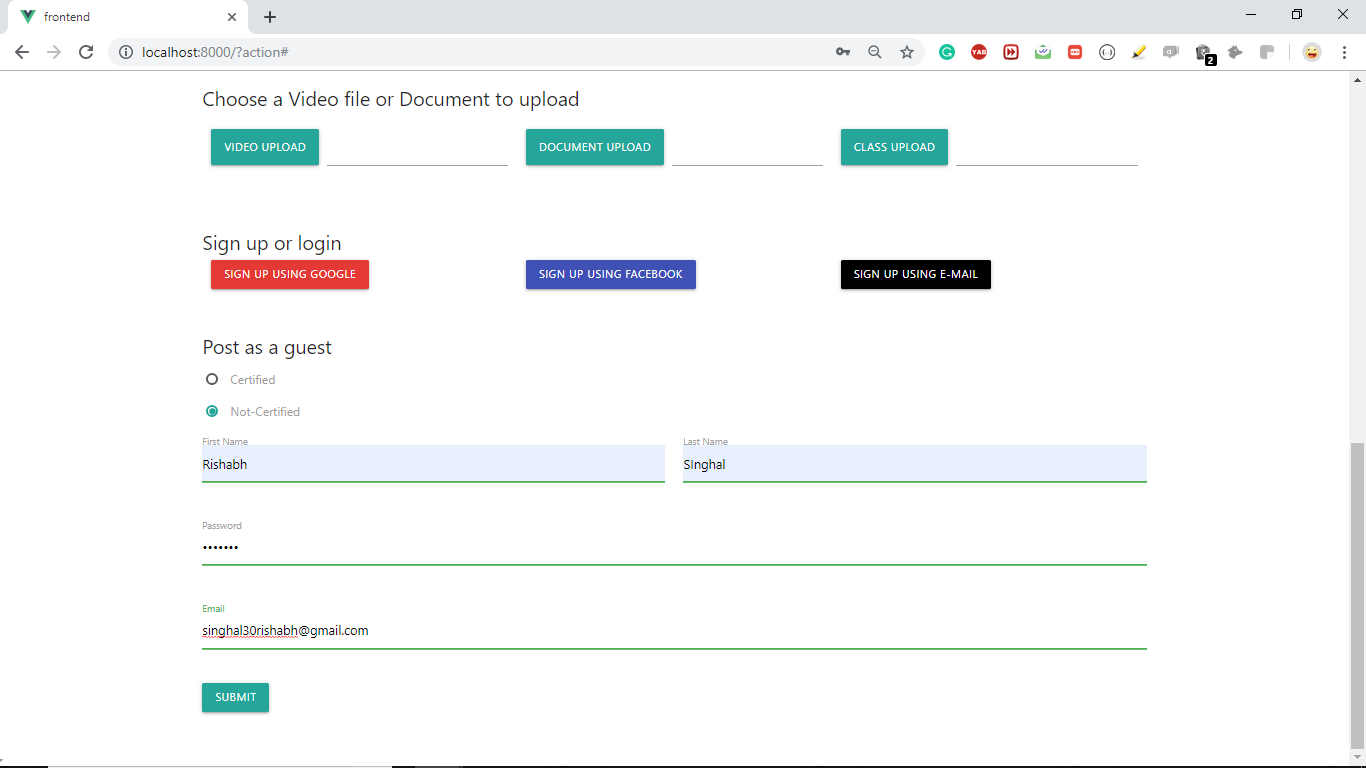 frontend
localhost:8000/?action#
YAB
2
Choose a Video file or Document to upload
VIDEO UPLOAD
DOCUMENT UPLOAD
CLASS UPLOAD
Sign up or login
SIGN UP USING GOOGLE
SIGN UP USING FACEBOOK
SIGN UP USING E-MAIL
Post as a guest
Certified
Not-Certified
First Name
Last Name
Rishabh
SInghal
Password
•••••••
Email
singhal30rishabh@gmail.com
SUBMIT